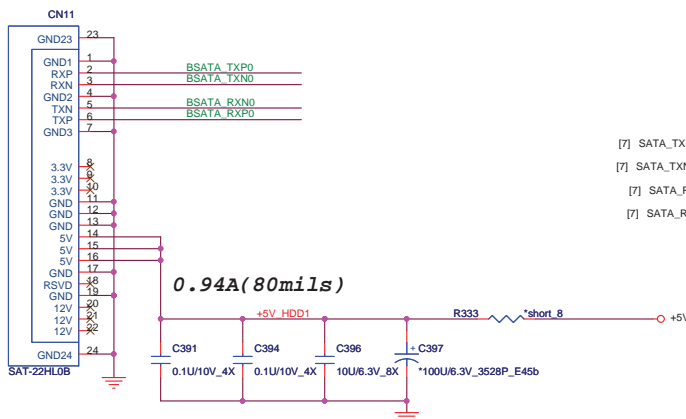 CN11
GND23 23
GND1 1
RXP 2 BSATA_TXP0
RXN 3 BSATA_TXN0
GND2 4
TXN 5 BSATA_RXN0
TXP 6 BSATA_RXP0
GND3 7
[7] SATA_TX
3.3V 8
[7] SATA_TXN
3.3V 9
3.3V 10
[7] SATA_R
GND 11
GND 12
[7] SATA_R
GND 13
5V 14
5V 15
5V 16
GND 17
RSVD 18
0.94A(80mils)
GND 19
12V 20
12V 21
+5V_HDD1
R333
*short_8
+5V
12V 22
GND24 24
C391
C394
C396
+ C397
SAT-22HL0B
0.1U/10V_4X
0.1U/10V_4X
10U/6.3V_8X
*100U/6.3V_3528P_E45b